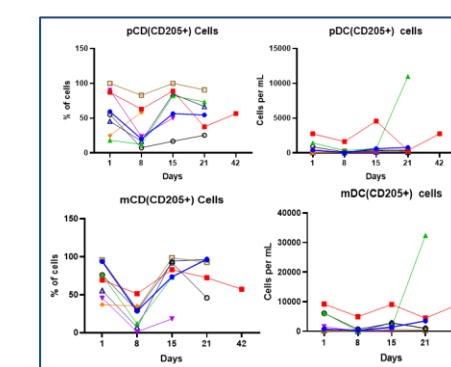 pCD(CD205+) Cells
150
100
50
0
% of cells
1 8 15 21 42
Days
pDC(CD205+) cells
15000
10000
5000
0
Cells per mL
1 8 15 21 42
Days
mCD(CD205+) Cells
100
50
0
% of cells
1 8 15 21 42
Days
mDC(CD205+) cells
40000
30000
20000
10000
0
Cells per mL
1 8 15 21 42
Days